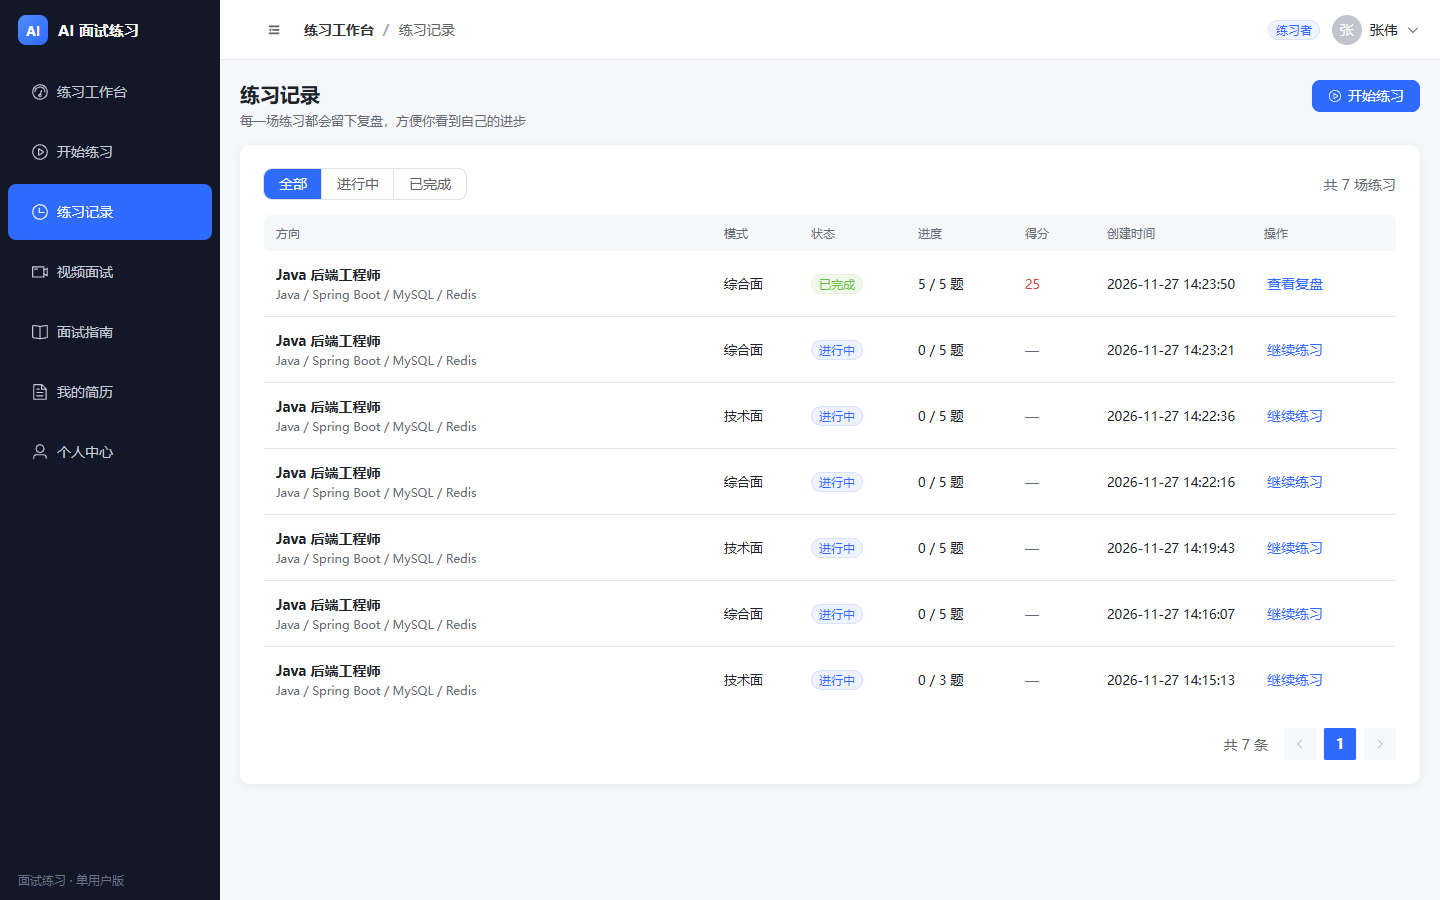 AI AI 面试练习
练习工作台
开始练习
练习记录
视频面试
面试指南
我的简历
个人中心
面试练习 · 单用户版
练习工作台 / 练习记录
练习者 张 张伟
练习记录
每一场练习都会留下复盘，方便你看到自己的进步
开始练习
全部 进行中 已完成
共 7 场练习
方向 模式 状态 进度 得分 创建时间 操作
Java 后端工程师
Java / Spring Boot / MySQL / Redis
综合面 已完成 5 / 5 题 25 2026-11-27 14:23:50 查看复盘
Java 后端工程师
Java / Spring Boot / MySQL / Redis
综合面 进行中 0 / 5 题 — 2026-11-27 14:23:21 继续练习
Java 后端工程师
Java / Spring Boot / MySQL / Redis
技术面 进行中 0 / 5 题 — 2026-11-27 14:22:36 继续练习
Java 后端工程师
Java / Spring Boot / MySQL / Redis
综合面 进行中 0 / 5 题 — 2026-11-27 14:22:16 继续练习
Java 后端工程师
Java / Spring Boot / MySQL / Redis
技术面 进行中 0 / 5 题 — 2026-11-27 14:19:43 继续练习
Java 后端工程师
Java / Spring Boot / MySQL / Redis
综合面 进行中 0 / 5 题 — 2026-11-27 14:16:07 继续练习
Java 后端工程师
Java / Spring Boot / MySQL / Redis
技术面 进行中 0 / 3 题 — 2026-11-27 14:15:13 继续练习
共 7 条 1